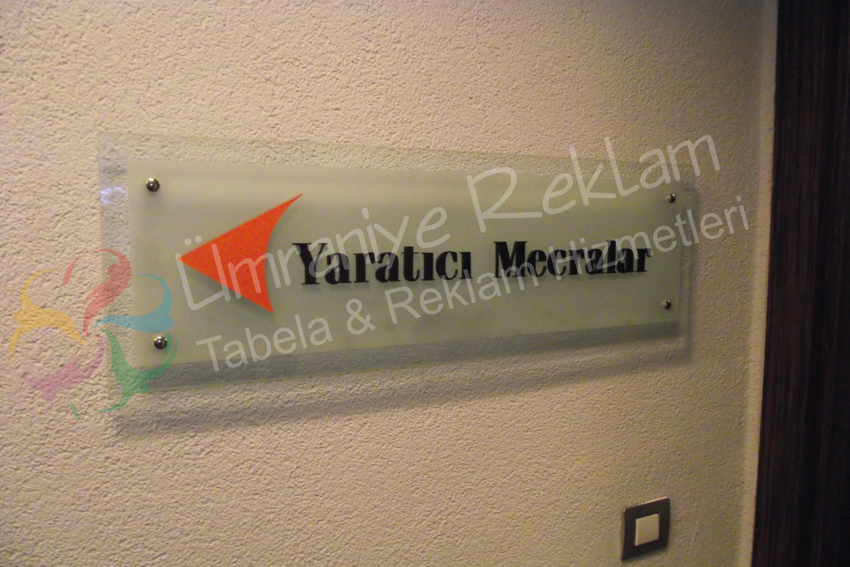 Yaratıcı Mecralar
Ümraniye Reklam
Tabela & Reklam Hizmetleri